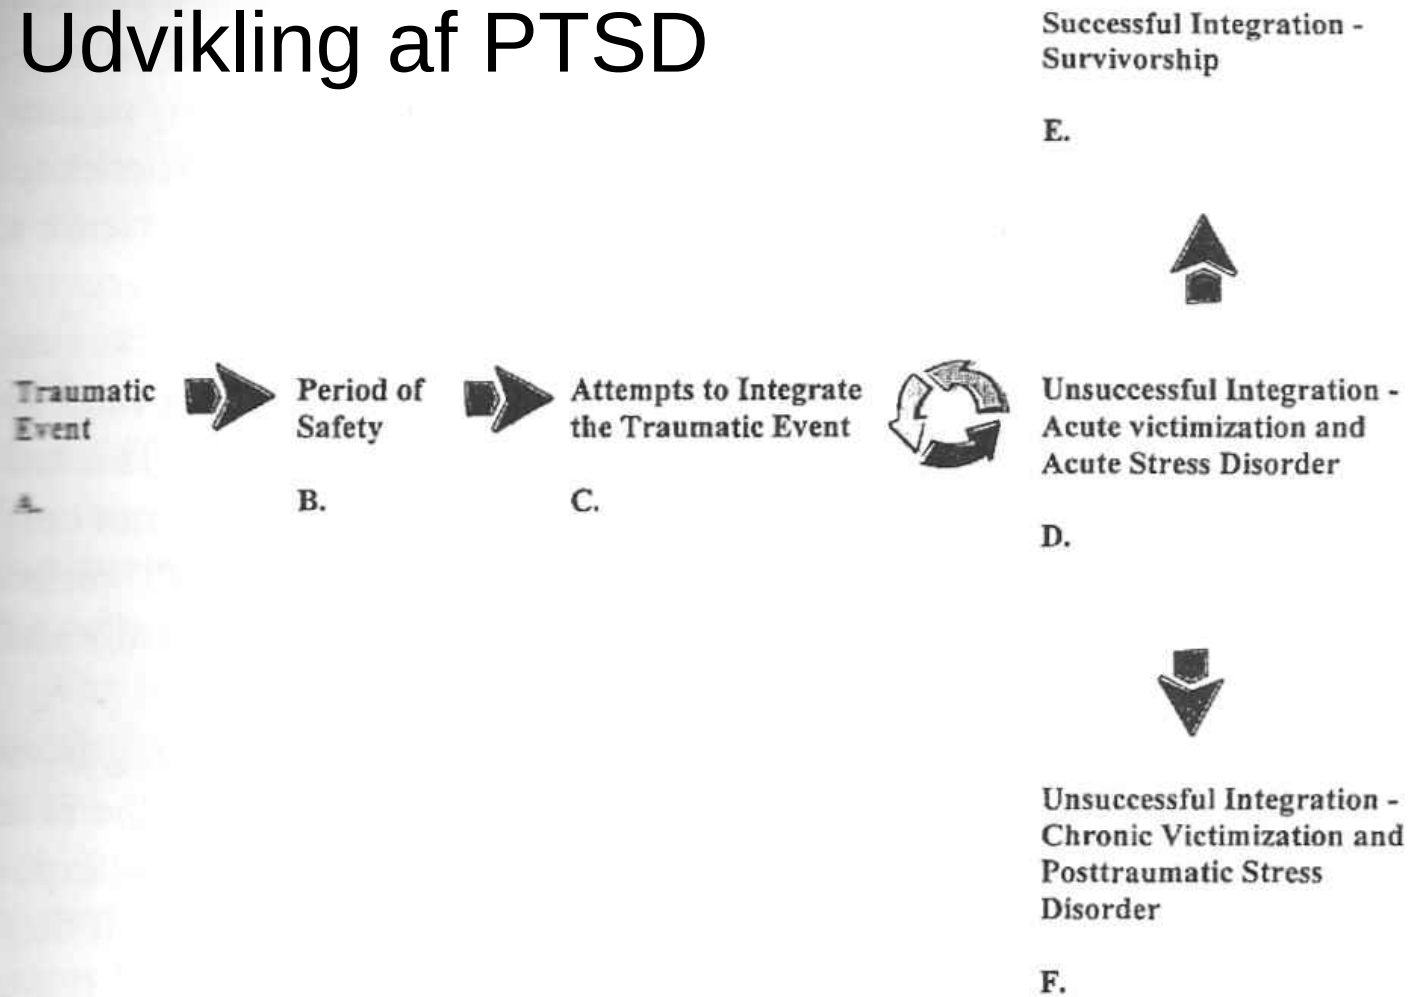 Udvikling af PTSD
Successful Integration -
Survivorship
E.
Traumatic
Event
A.
Period of
Safety
B.
Attempts to Integrate
the Traumatic Event
C.
Unsuccessful Integration -
Acute victimization and
Acute Stress Disorder
D.
Unsuccessful Integration -
Chronic Victimization and
Posttraumatic Stress
Disorder
F.